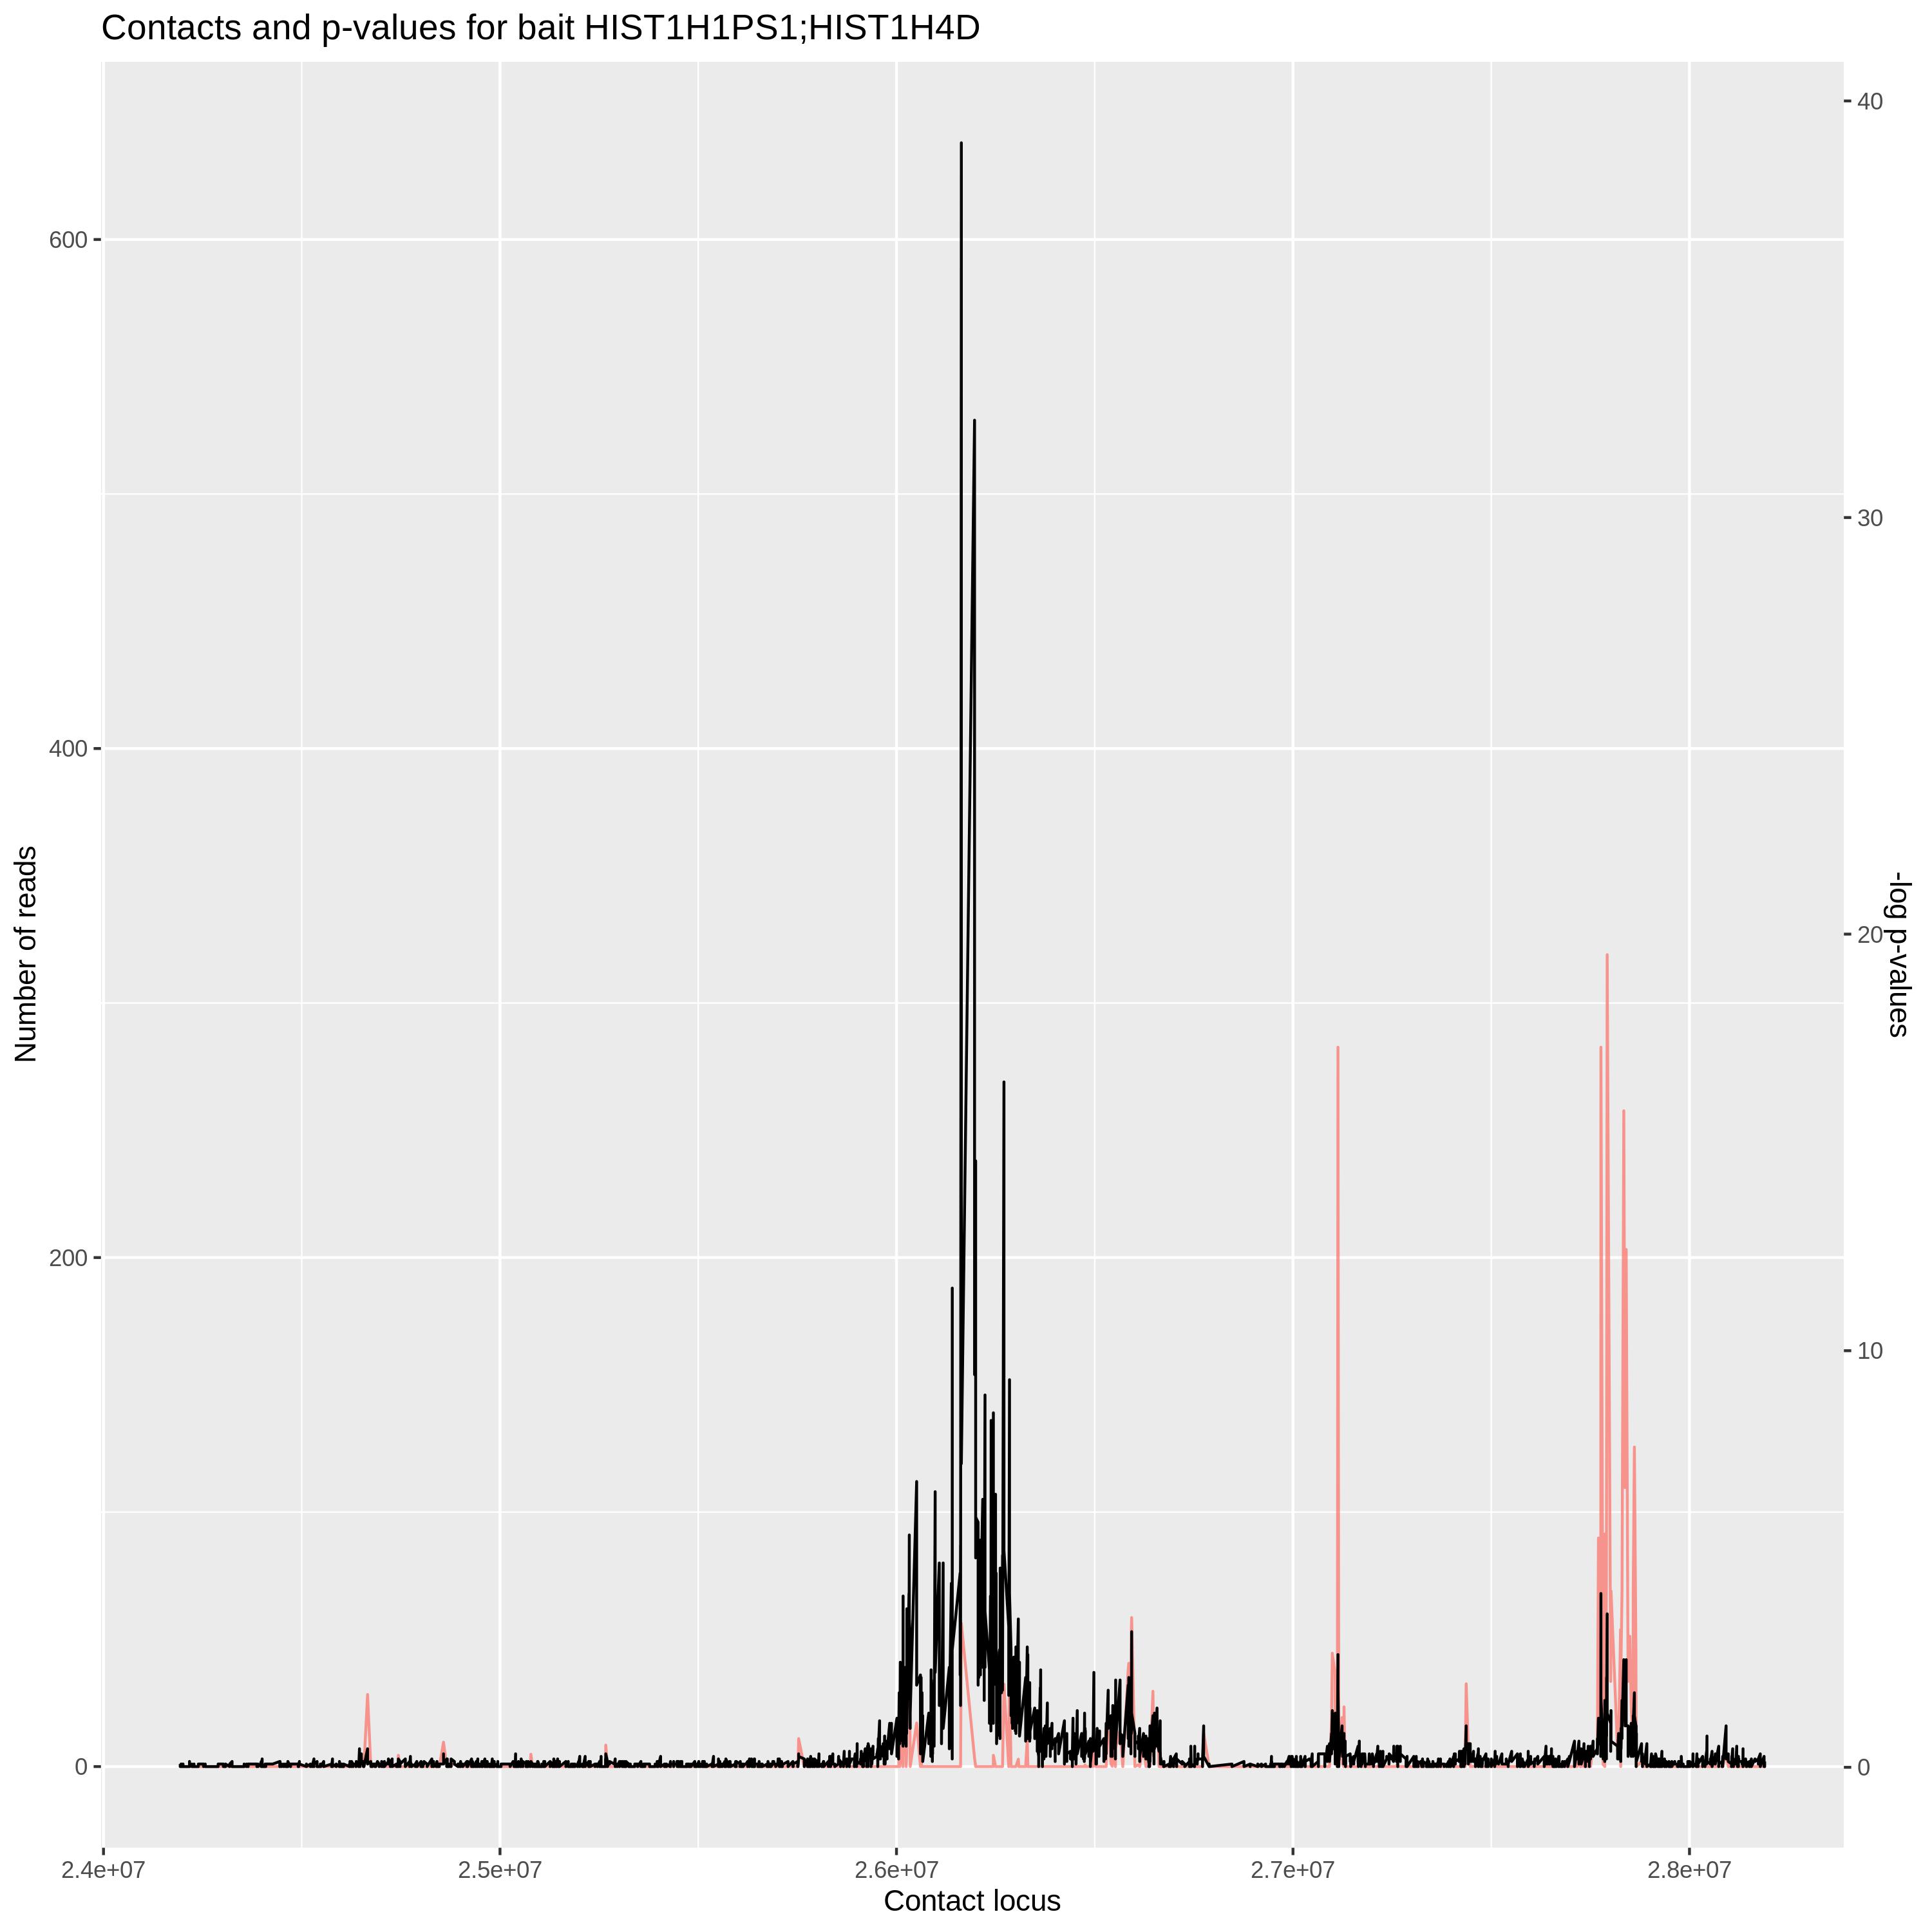 Contacts and p-values for bait HIST1H1PS1;HIST1H4D
40
600
30
400
Number of reads
-log p-values
20
200
10
0
0
2.4e+07
2.5e+07
2.6e+07
2.7e+07
2.8e+07
Contact locus